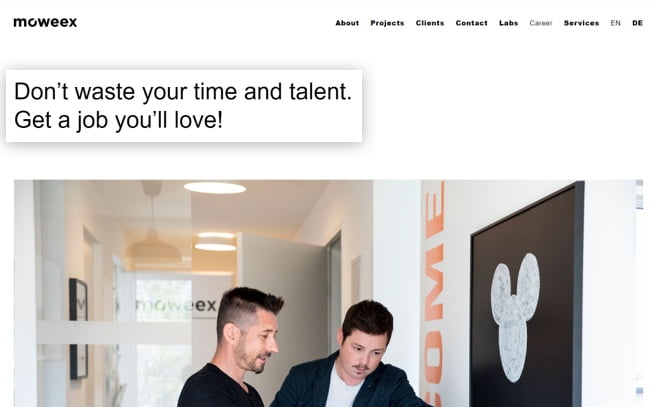 moweex
About Projects Clients Contact Labs Career Services EN DE
Don’t waste your time and talent.
Get a job you’ll love!
moweex
COME